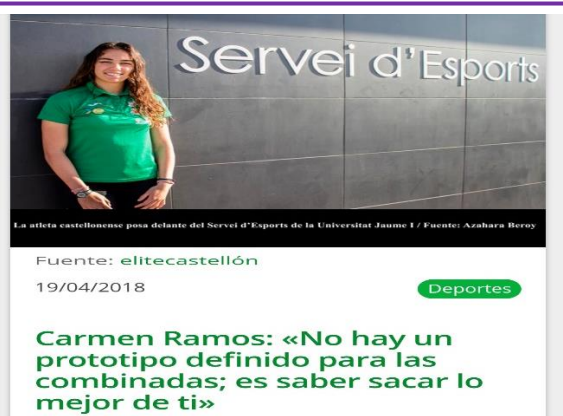 Servei d'Esports
La atleta castellonense posa delante del Servei d'Esports de la Universitat Jaume I / Fuente: Azahara Beroy
Fuente: elitecastellón
19/04/2018
Deportes
Carmen Ramos: «No hay un
prototipo definido para las
combinadas; es saber sacar lo
mejor de ti»